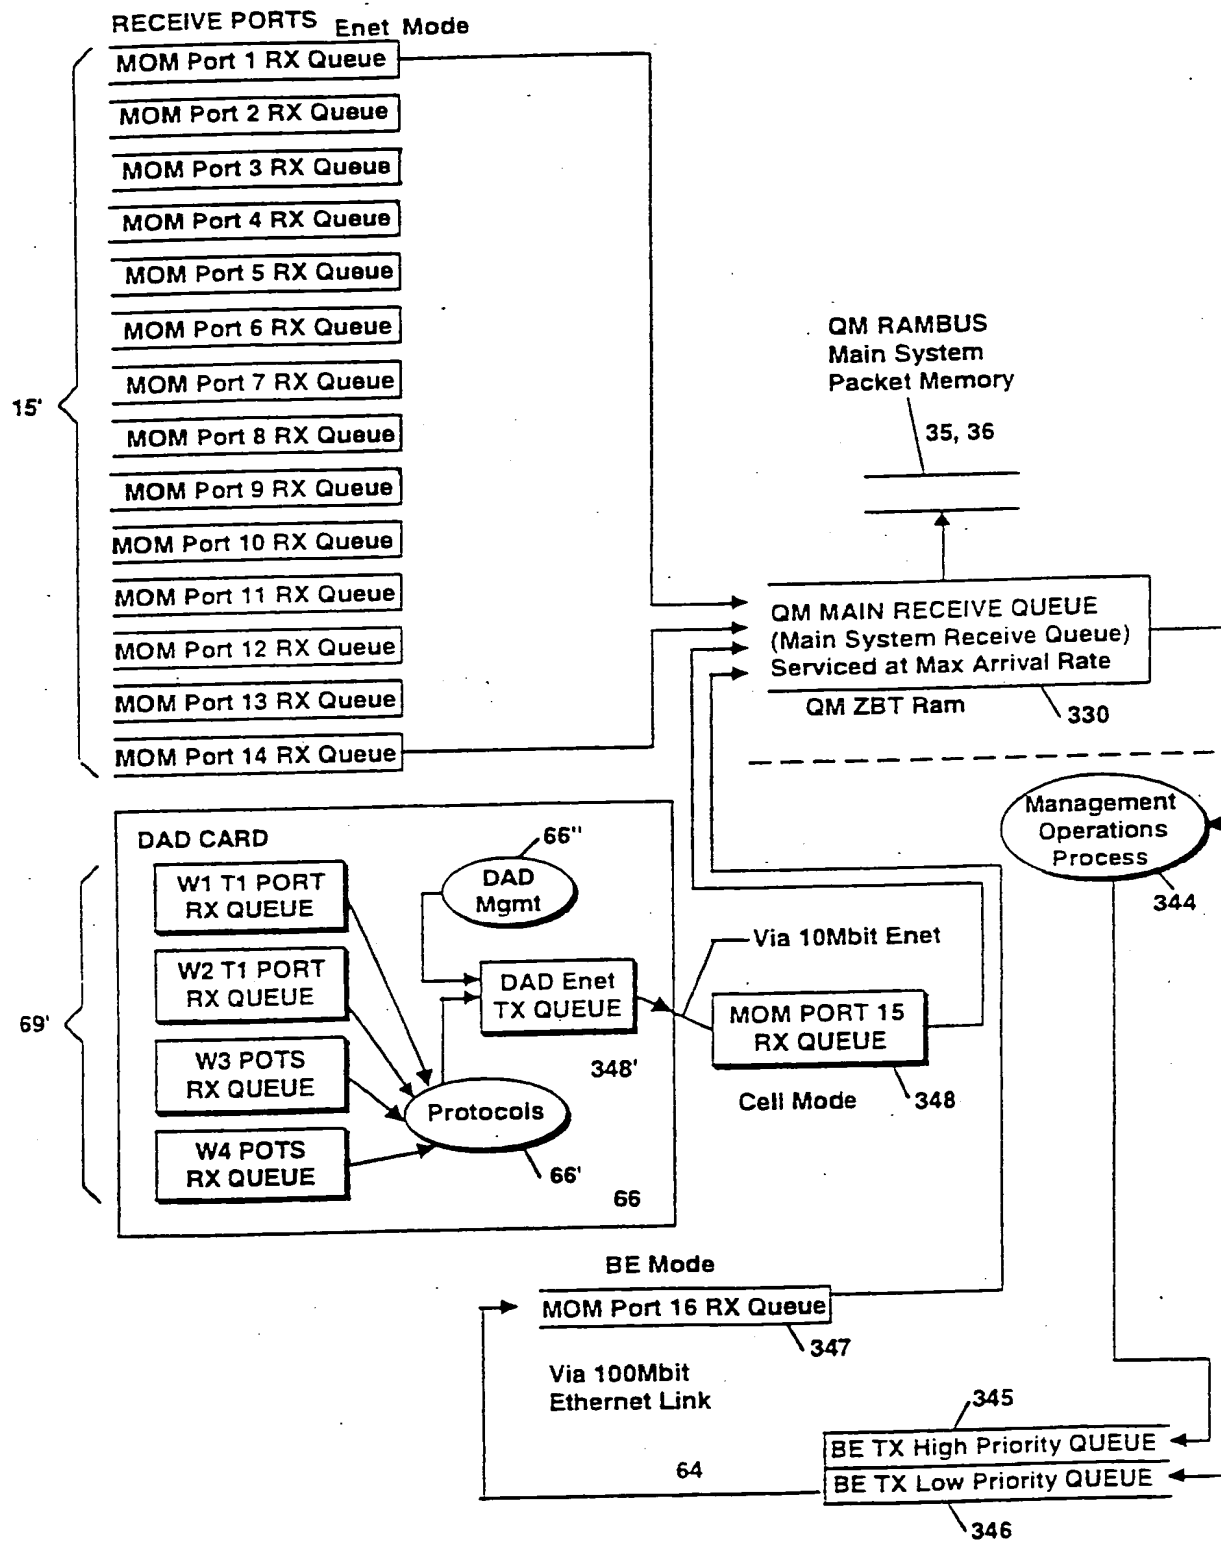 RECEIVE PORTS Enet Mode
MOM Port 1 RX Queue
MOM Port 2 RX Queue
MOM Port 3 RX Queue
MOM Port 4 RX Queue
MOM Port 5 RX Queue
MOM Port 6 RX Queue
MOM Port 7 RX Queue
MOM Port 8 RX Queue
MOM Port 9 RX Queue
MOM Port 10 RX Queue
MOM Port 11 RX Queue
MOM Port 12 RX Queue
MOM Port 13 RX Queue
MOM Port 14 RX Queue
15'
QM RAMBUS
Main System
Packet Memory
35, 36
QM MAIN RECEIVE QUEUE
(Main System Receive Queue)
Serviced at Max Arrival Rate
QM ZBT Ram
330
Management
Operations
Process
344
DAD CARD
66"
W1 T1 PORT
RX QUEUE
DAD
Mgmt
W2 T1 PORT
RX QUEUE
DAD Enet
TX QUEUE
Via 10Mbit Enet
MOM PORT 15
RX QUEUE
69'
W3 POTS
RX QUEUE
348'
Protocols
Cell Mode
348
W4 POTS
RX QUEUE
66'
66
BE Mode
MOM Port 16 RX Queue
347
Via 100Mbit
Ethernet Link
345
BE TX High Priority QUEUE
64
BE TX Low Priority QUEUE
346